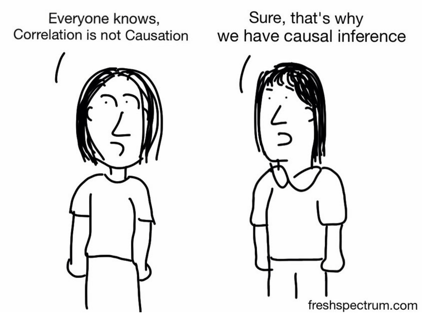 Everyone knows,
Correlation is not Causation
Sure, that's why
we have causal inference
freshspectrum.com